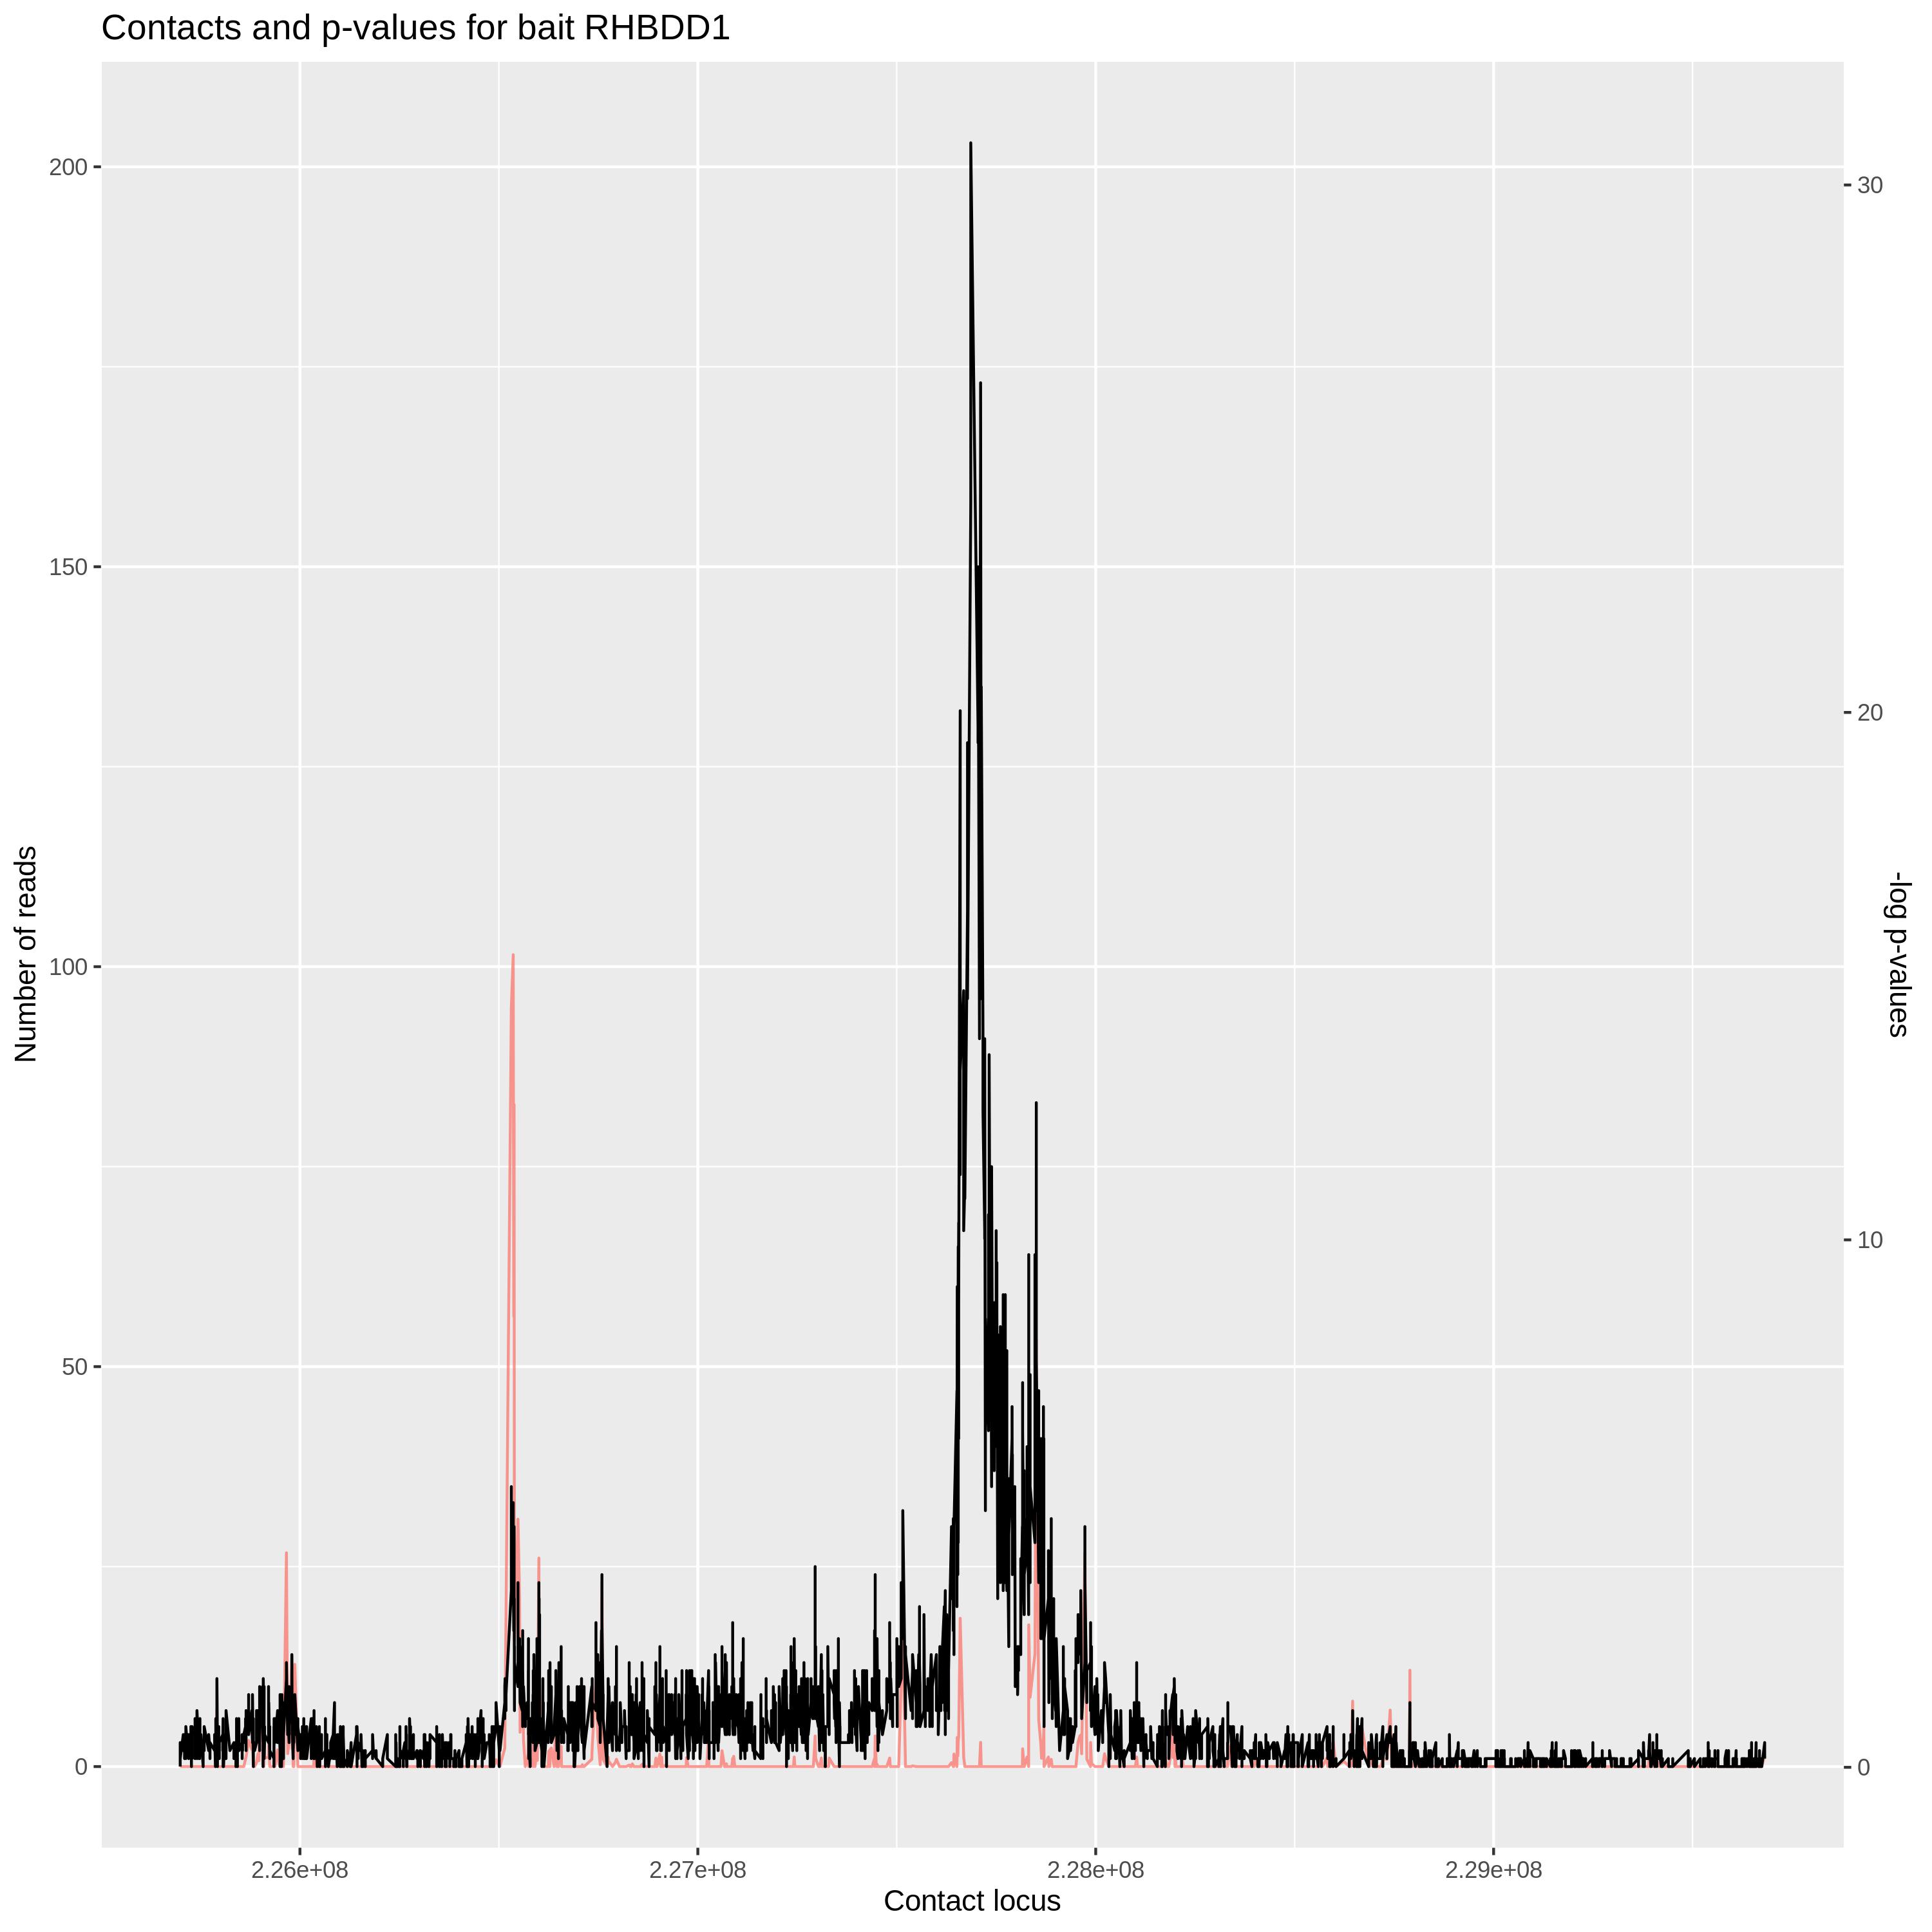 Contacts and p-values for bait RHBDD1
200
150
100
50
0
Number of reads
30
20
10
0
-log p-values
2.26e+08
2.27e+08
2.28e+08
2.29e+08
Contact locus